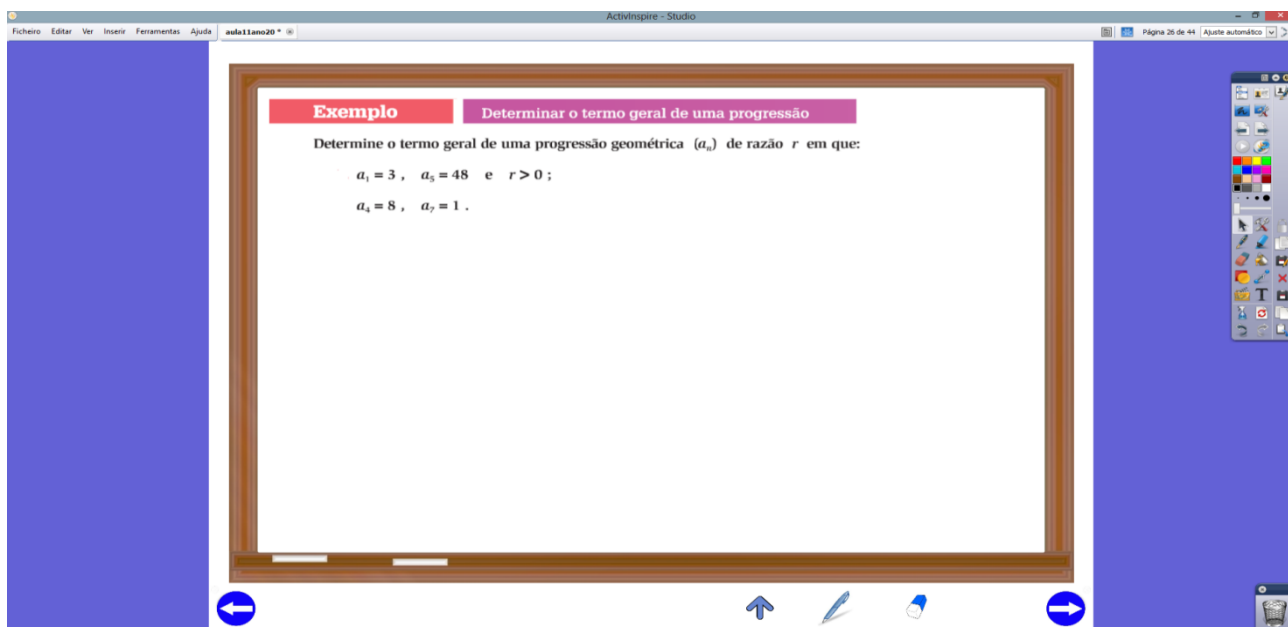 ActivInspire - Studio
Ficheiro Editar Ver Inserir Ferramentas Ajuda aula11ano20 *
Página 26 de 44 Ajuste automático
Exemplo
Determinar o termo geral de uma progressão
Determine o termo geral de uma progressão geométrica (aₙ) de razão r em que:
a₁ = 3 , a₅ = 48 e r > 0 ;
a₄ = 8 , a₇ = 1 .
T